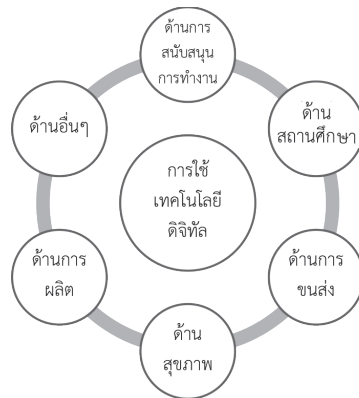 ด้านการ
สนับสนุน
การทำงาน
ด้าน
สถานศึกษา
ด้านการ
ขนส่ง
ด้าน
สุขภาพ
ด้านการ
ผลิต
ด้านอื่นๆ
การใช้
เทคโนโลยี
ดิจิทัล